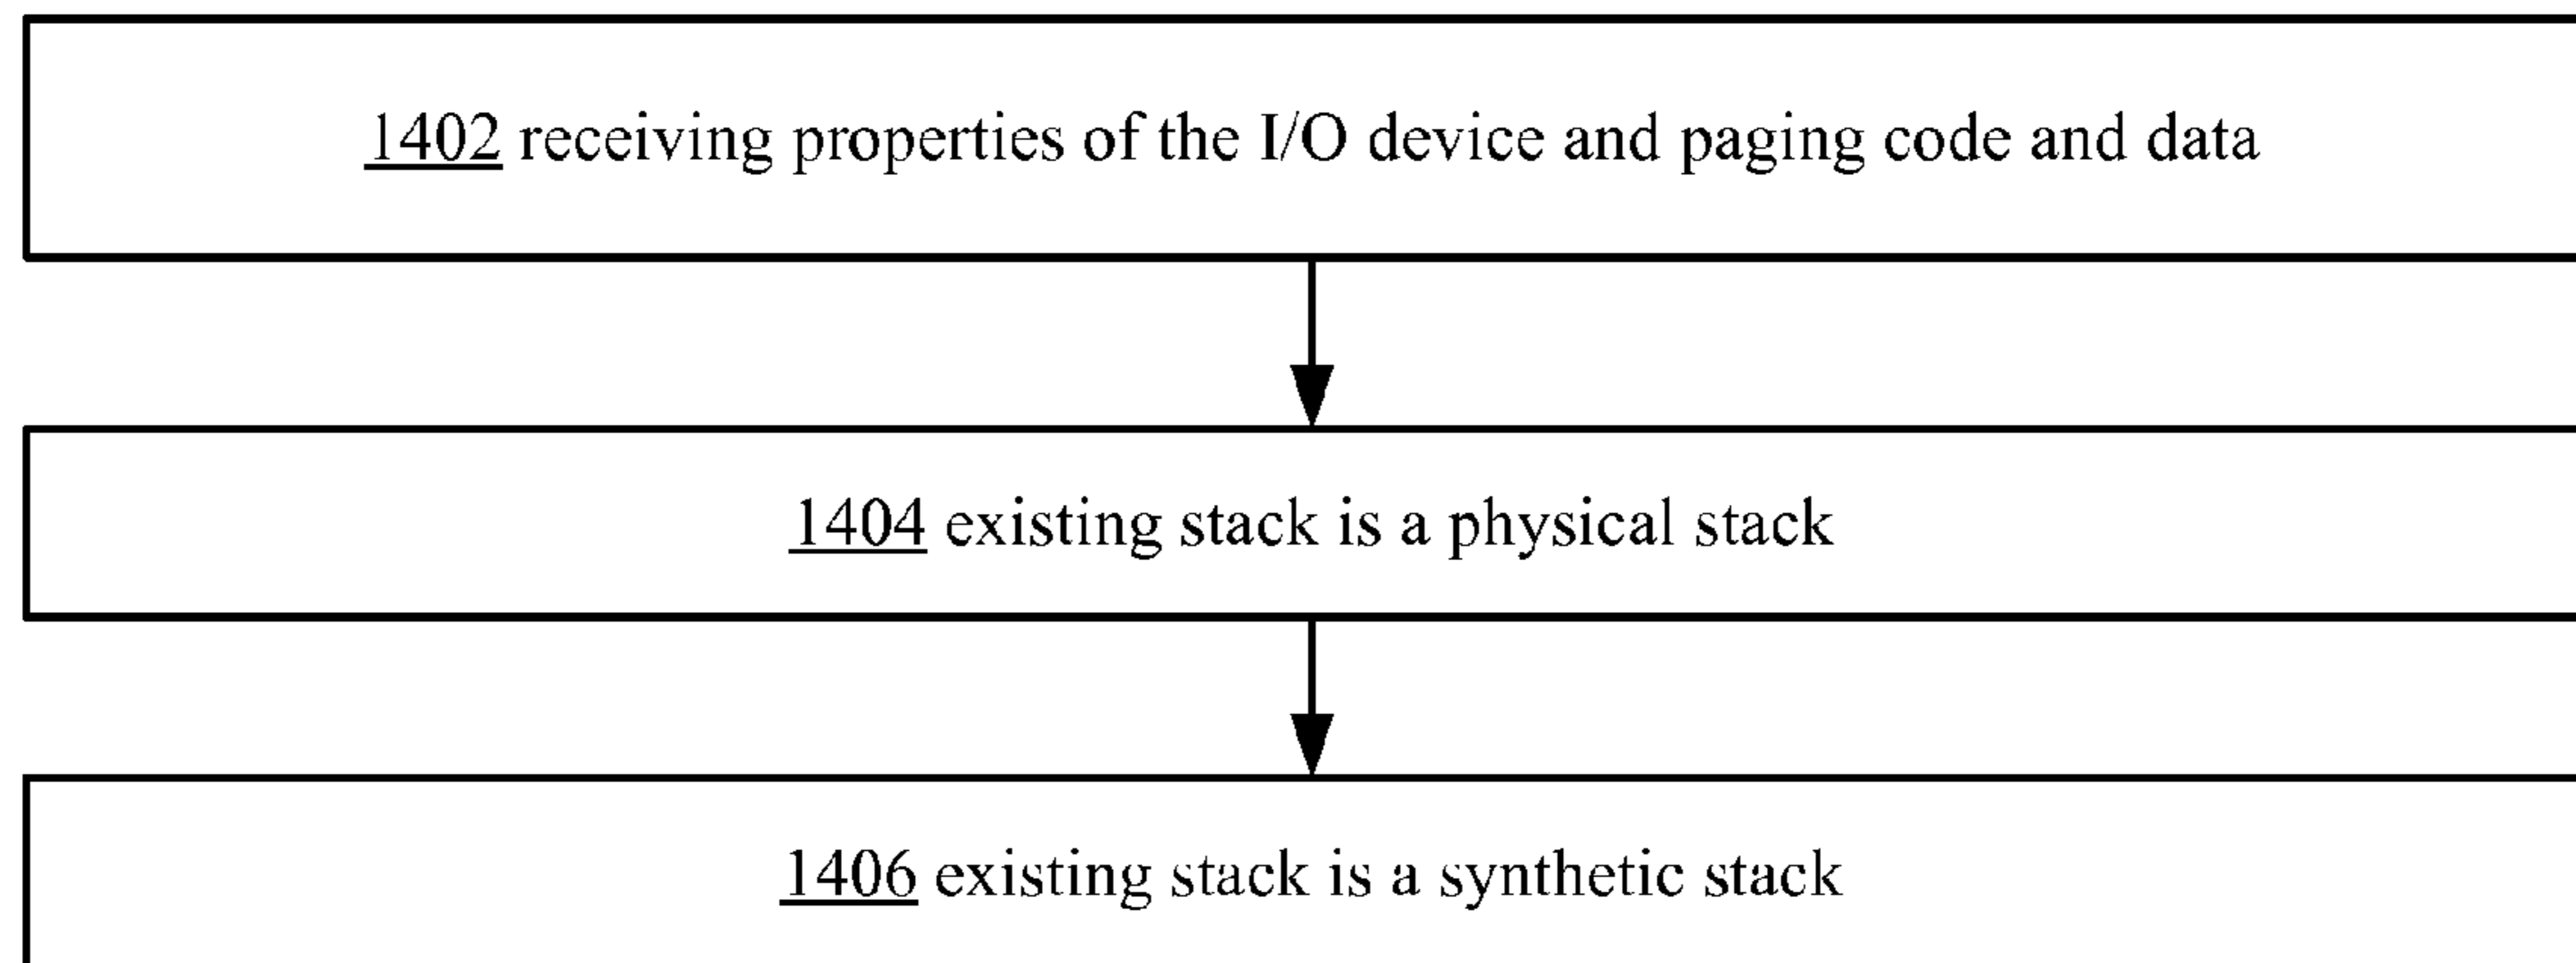 1402 receiving properties of the I/O device and paging code and data
1404 existing stack is a physical stack
1406 existing stack is a synthetic stack